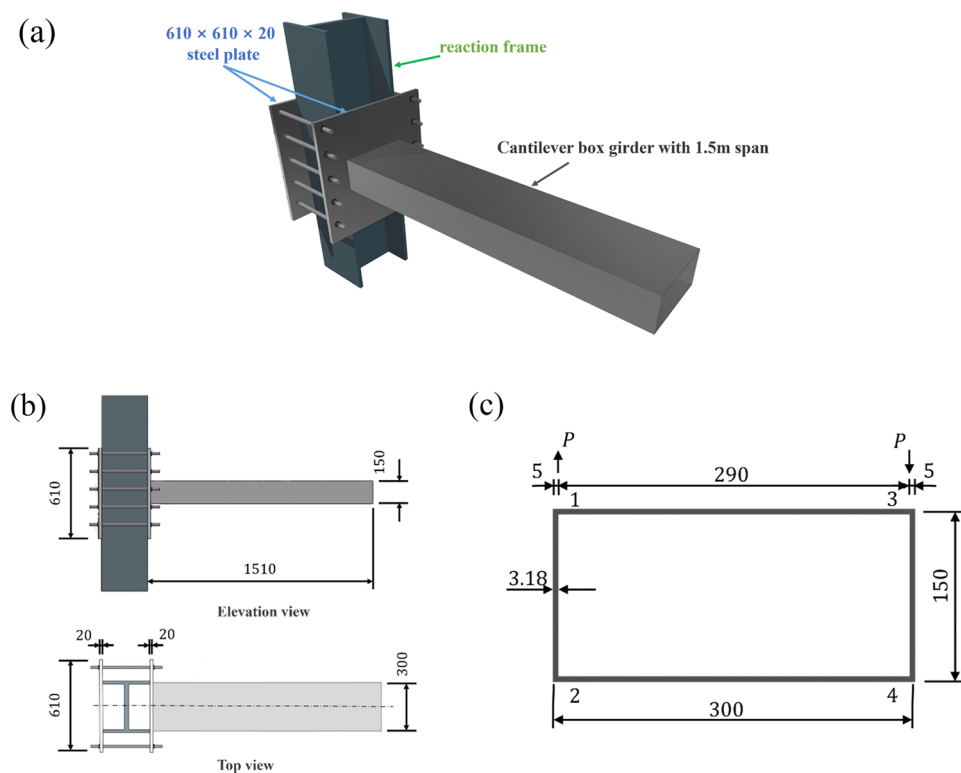 (a)
610 × 610 × 20
steel plate
reaction frame
Cantilever box girder with 1.5m span
(b)
610
150
1510
Elevation view
20
20
610
300
Top view
(c)
P
P
5
290
5
1
3
3.18
150
2
4
300